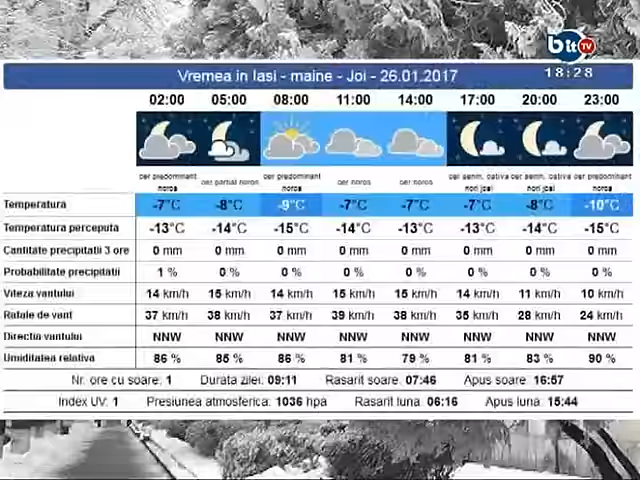 btt TV
18:28
Vremea in Iasi - maine - Joi - 26.01.2017
02:00 05:00 08:00 11:00 14:00 17:00 20:00 23:00
cer predominant noros cer partial noros cer predominant noros cer noros cer noros cer senin, cativa nori josi cer senin, cativa nori josi cer predominant noros
Temperatura -7°C -8°C -9°C -7°C -7°C -7°C -8°C -10°C
Temperatura perceputa -13°C -14°C -15°C -14°C -13°C -13°C -14°C -15°C
Cantitate precipitatii 3 ore 0 mm 0 mm 0 mm 0 mm 0 mm 0 mm 0 mm 0 mm
Probabilitate precipitatii 1 % 0 % 0 % 0 % 0 % 0 % 0 % 0 %
Viteza vantului 14 km/h 15 km/h 14 km/h 15 km/h 15 km/h 14 km/h 11 km/h 10 km/h
Rafale de vant 37 km/h 38 km/h 37 km/h 39 km/h 38 km/h 35 km/h 28 km/h 24 km/h
Directia vantului NNW NNW NNW NNW NNW NNW NNW NNW
Umiditatea relativa 86 % 85 % 86 % 81 % 79 % 81 % 83 % 90 %
Nr. ore cu soare: 1 Durata zilei: 09:11 Rasarit soare: 07:46 Apus soare: 16:57
Index UV: 1 Presiunea atmosferica: 1036 hpa Rasarit luna: 06:16 Apus luna: 15:44